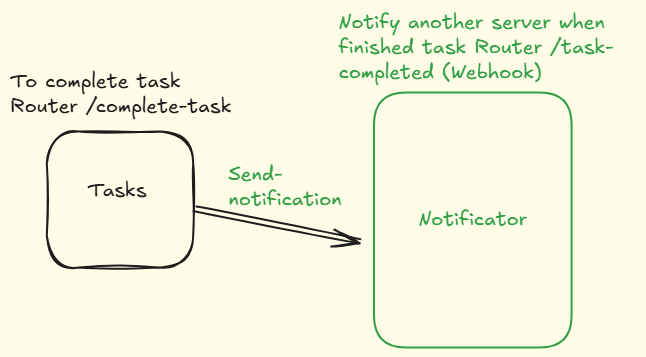 Notify another server when
finished task Router /task-
completed (Webhook)
To complete task
Router /complete-task
Tasks
Send-
notification
Notificator